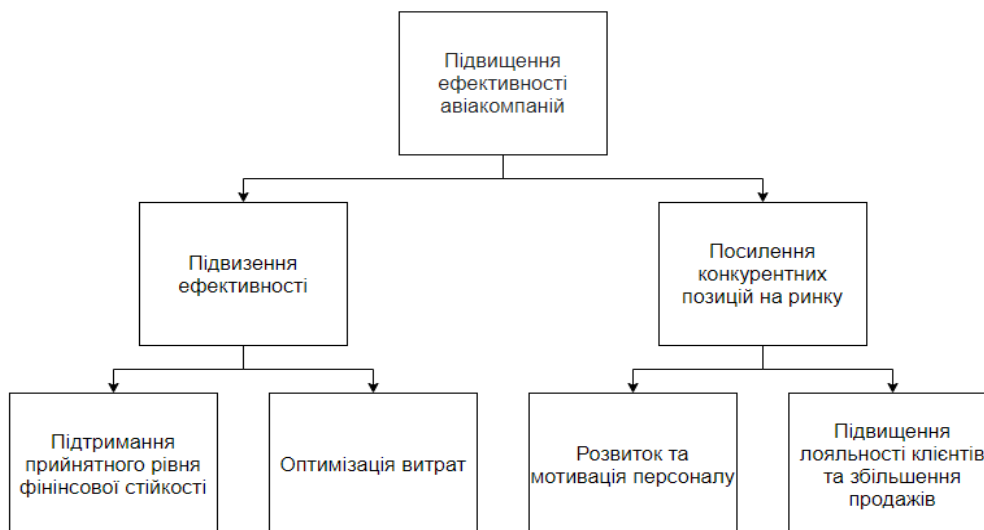 Підвищення
ефективності
авіакомпаній
Підвизення
ефективності
Посилення
конкурентних
позицій на ринку
Підтримання
прийнятного рівня
фінінсової стійкості
Оптимізація витрат
Розвиток та
мотивація персоналу
Підвищення
лояльності клієнтів
та збільшення
продажів